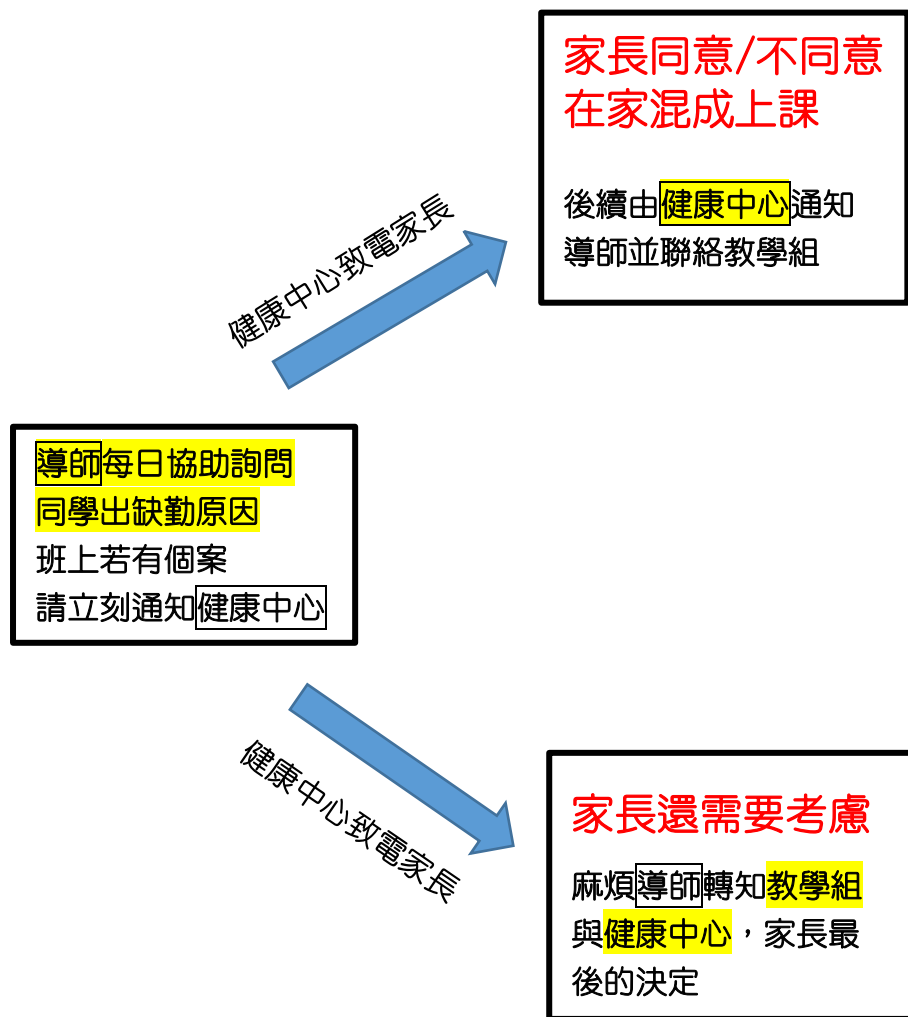 家長同意/不同意
在家混成上課
後續由健康中心通知
導師並聯絡教學組
健康中心致電家長
導師每日協助詢問
同學出缺勤原因
班上若有個案
請立刻通知健康中心
健康中心致電家長
家長還需要考慮
麻煩導師轉知教學組
與健康中心，家長最
後的決定